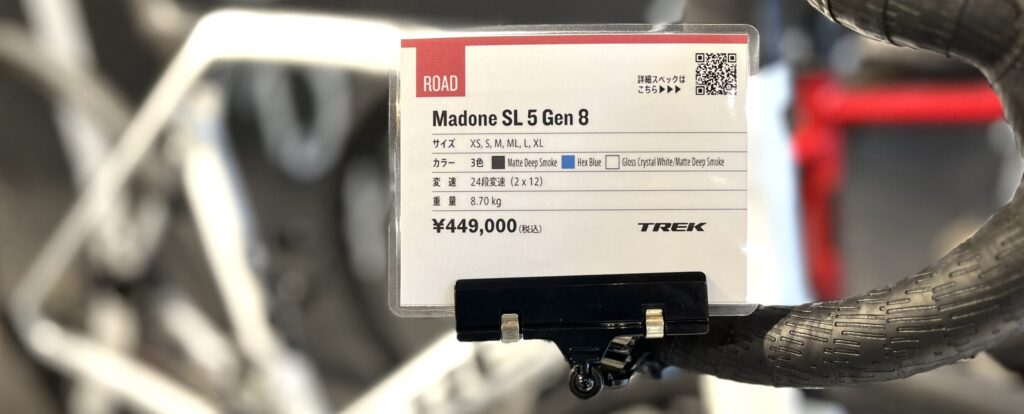 ROAD
詳細スペックは
こちら▶▶▶
Madone SL 5 Gen 8
サイズ XS, S, M, ML, L, XL
カラー 3色 Matte Deep Smoke Hex Blue Gloss Crystal White/Matte Deep Smoke
変 速 24段変速（2 x 12）
重 量 8.70 kg
¥449,000(税込)
TREK